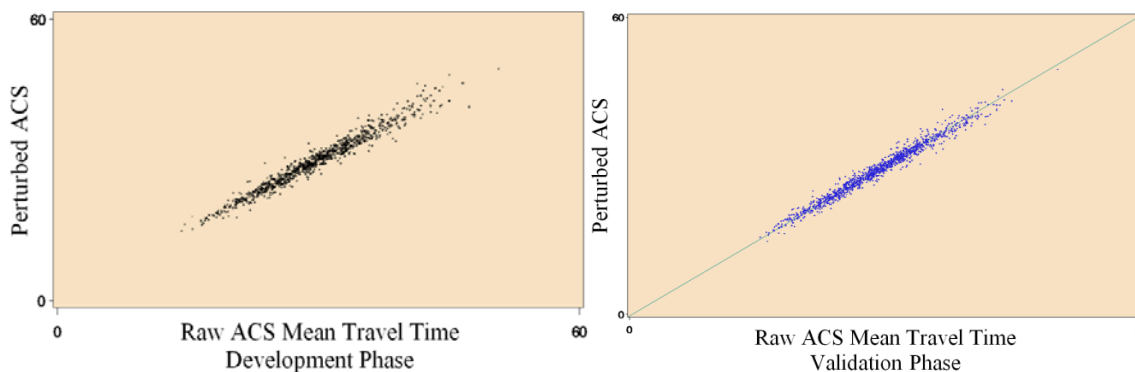 60
Perturbed ACS
0
0
60
Raw ACS Mean Travel Time
Development Phase
60
Perturbed ACS
0
0
Raw ACS Mean Travel Time
Validation Phase